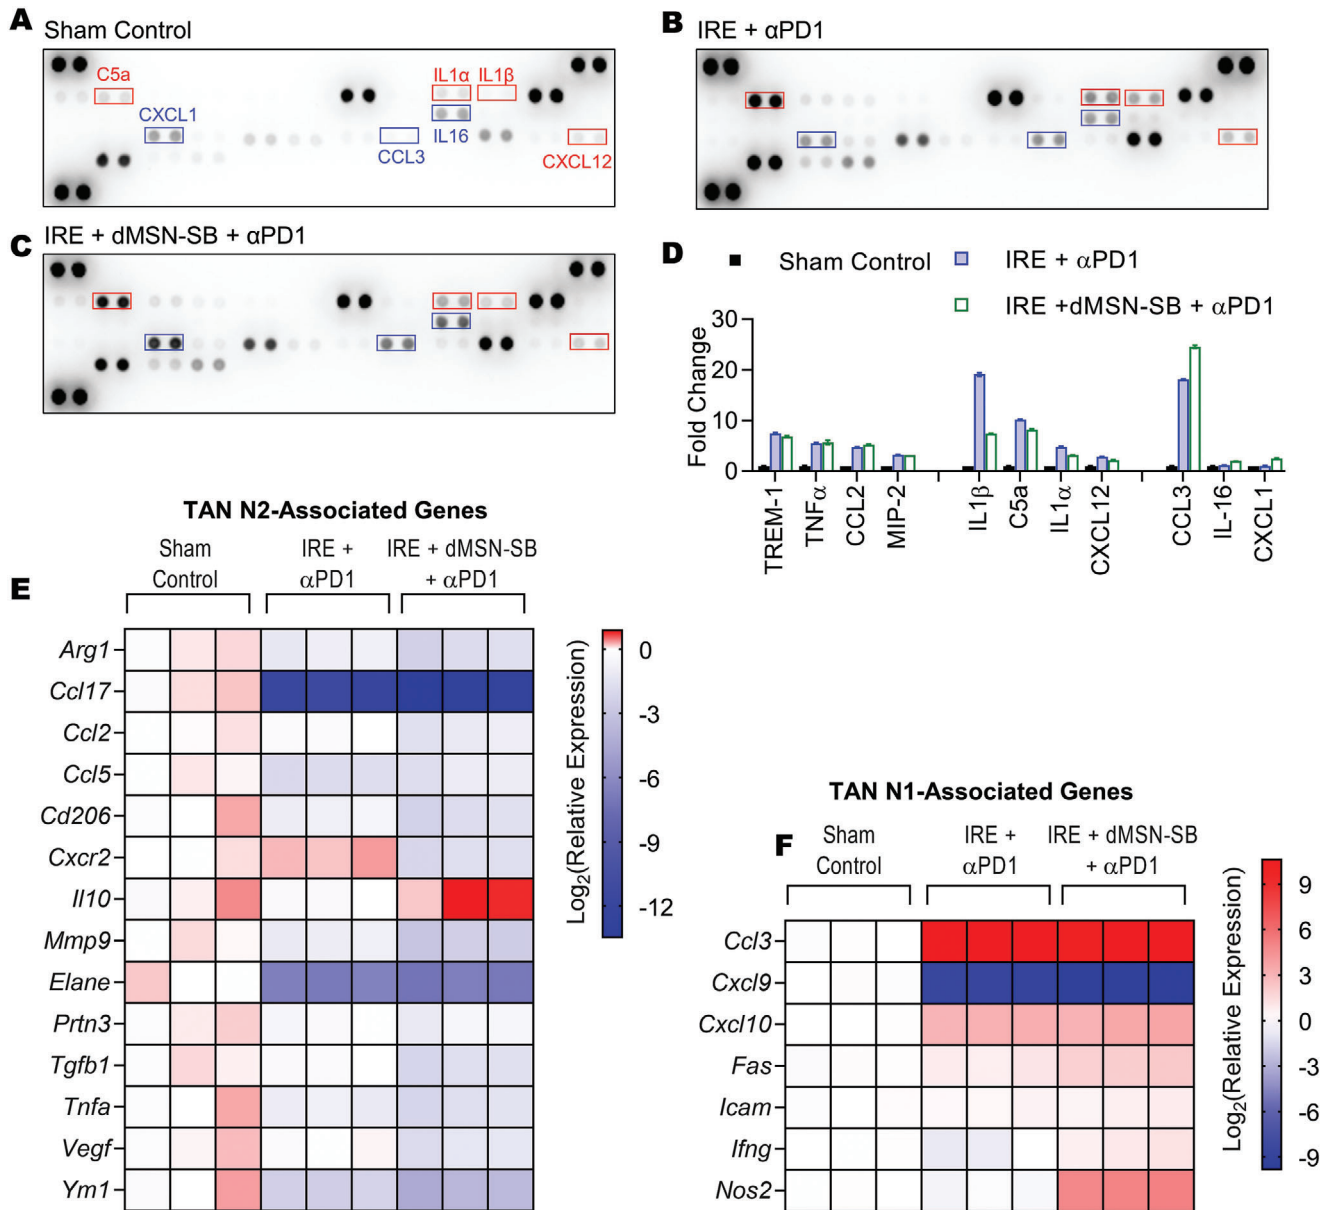 A
Sham Control
C5a
IL1α
IL1β
CXCL1
IL16
CCL3
CXCL12
B
IRE + αPD1
C
IRE + dMSN-SB + αPD1
D
Sham Control
IRE + αPD1
IRE +dMSN-SB + αPD1
Fold Change
30
20
10
0
TREM-1
TNFα
CCL2
MIP-2
IL1β
C5a
IL1α
CXCL12
CCL3
IL-16
CXCL1
TAN N2-Associated Genes
Sham Control
IRE + αPD1
IRE + dMSN-SB + αPD1
E
Arg1
Ccl17
Ccl2
Ccl5
Cd206
Cxcr2
Il10
Mmp9
Elane
Prtn3
Tgfb1
Tnfa
Vegf
Ym1
Log2(Relative Expression)
0
-3
-6
-9
-12
TAN N1-Associated Genes
F
Sham Control
IRE + αPD1
IRE + dMSN-SB + αPD1
Ccl3
Cxcl9
Cxcl10
Fas
Icam
Ifng
Nos2
Log2(Relative Expression)
9
6
3
0
-3
-6
-9